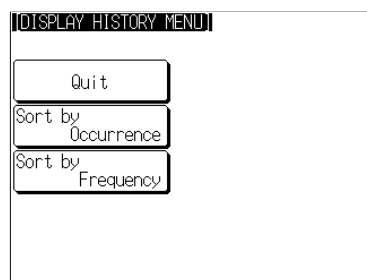 [DISPLAY HISTORY MENU]
Quit
Sort by
Occurrence
Sort by
Frequency